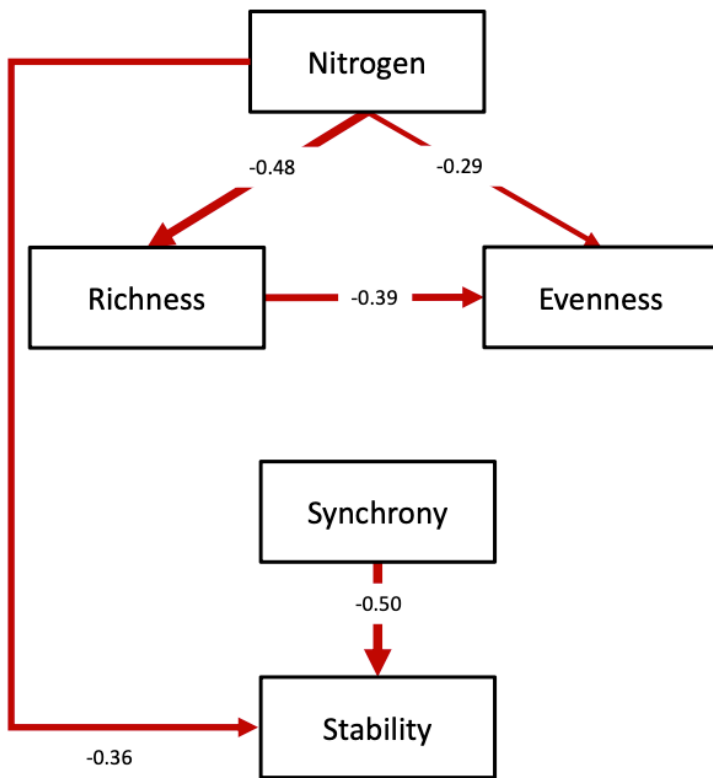 Nitrogen
-0.48
-0.29
Richness
-0.39
Evenness
Synchrony
-0.50
Stability
-0.36